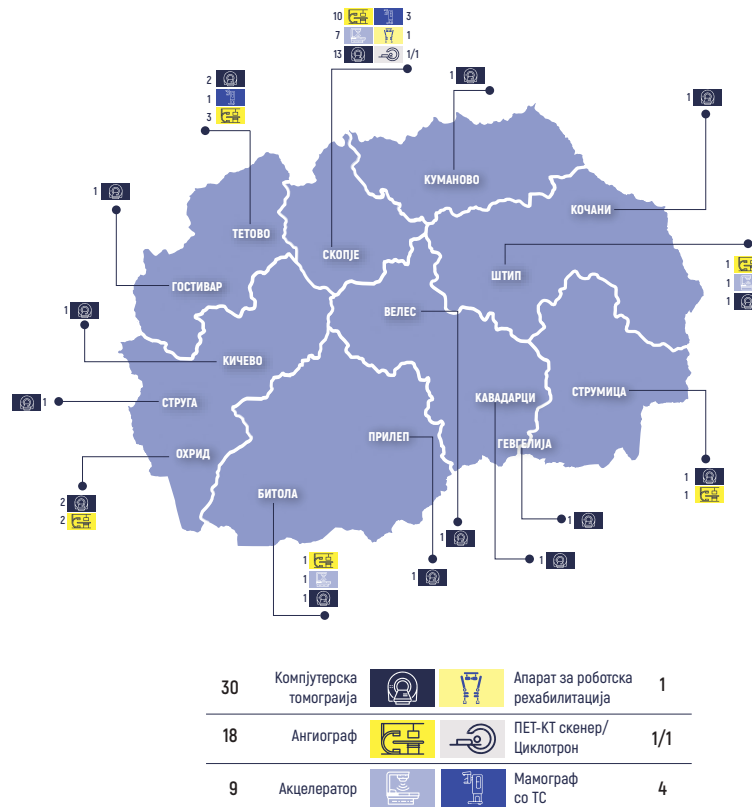 10 3
7 1
13 1/1
2
1
3
1
1
1
КУМАНОВО
КОЧАНИ
ТЕТОВО
СКОПЈЕ
ШТИП
1
1
1
ГОСТИВАР
ВЕЛЕС
1
КИЧЕВО
КАВАДАРЦИ
СТРУМИЦА
1
СТРУГА
ПРИЛЕП
ГЕВГЕЛИЈА
ОХРИД
1
1
БИТОЛА
2
2
1
1
1
1
1
1
1
1
30 Компјутерска томограија Апарат за роботска рехабилитација 1
18 Ангиограф ПЕТ-КТ скенер/ Циклотрон 1/1
9 Акцелератор Мамограф со ТС 4